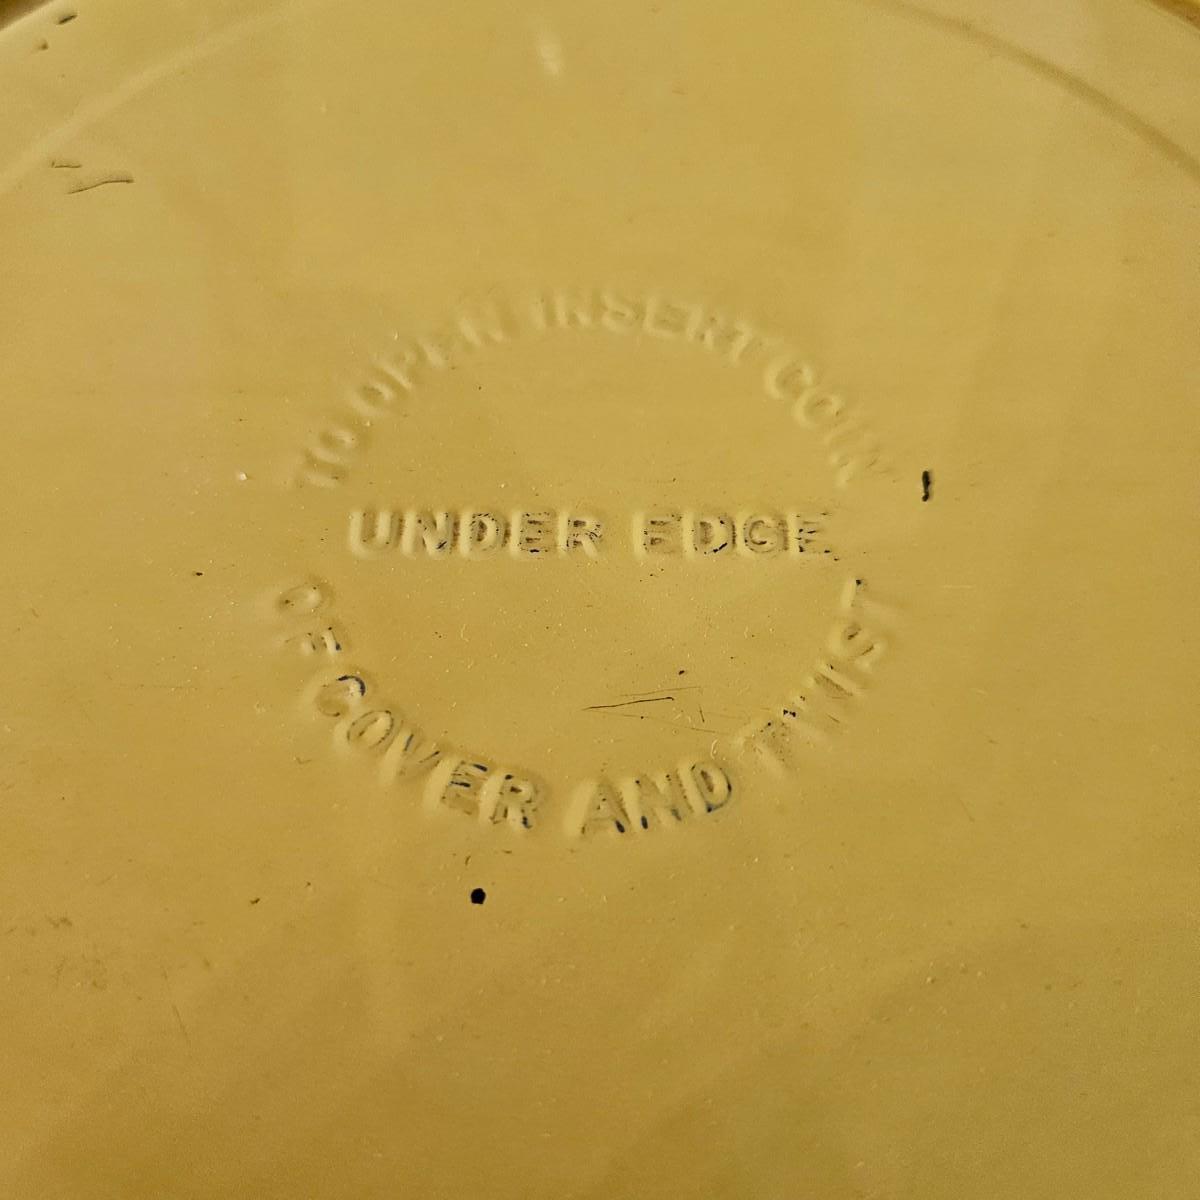 TO OPEN INSERT COIN
UNDER EDGE
OF COVER AND TWIST